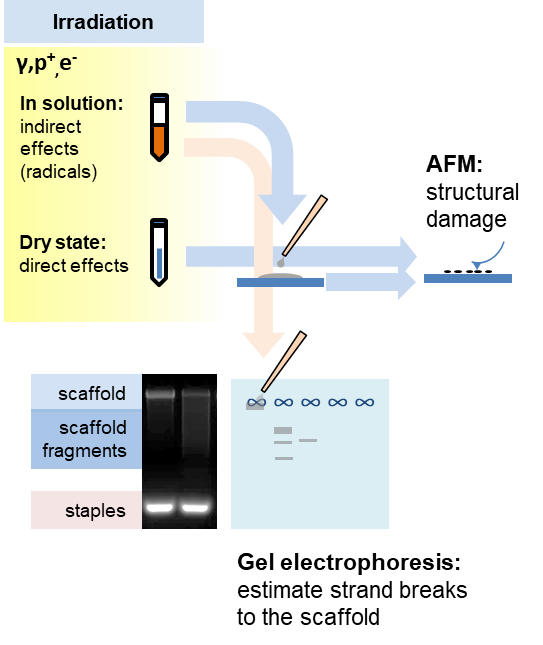 Irradiation
γ,p+,e-
In solution:
indirect
effects
(radicals)
Dry state:
direct effects
AFM:
structural
damage
scaffold
scaffold
fragments
staples
Gel electrophoresis:
estimate strand breaks
to the scaffold